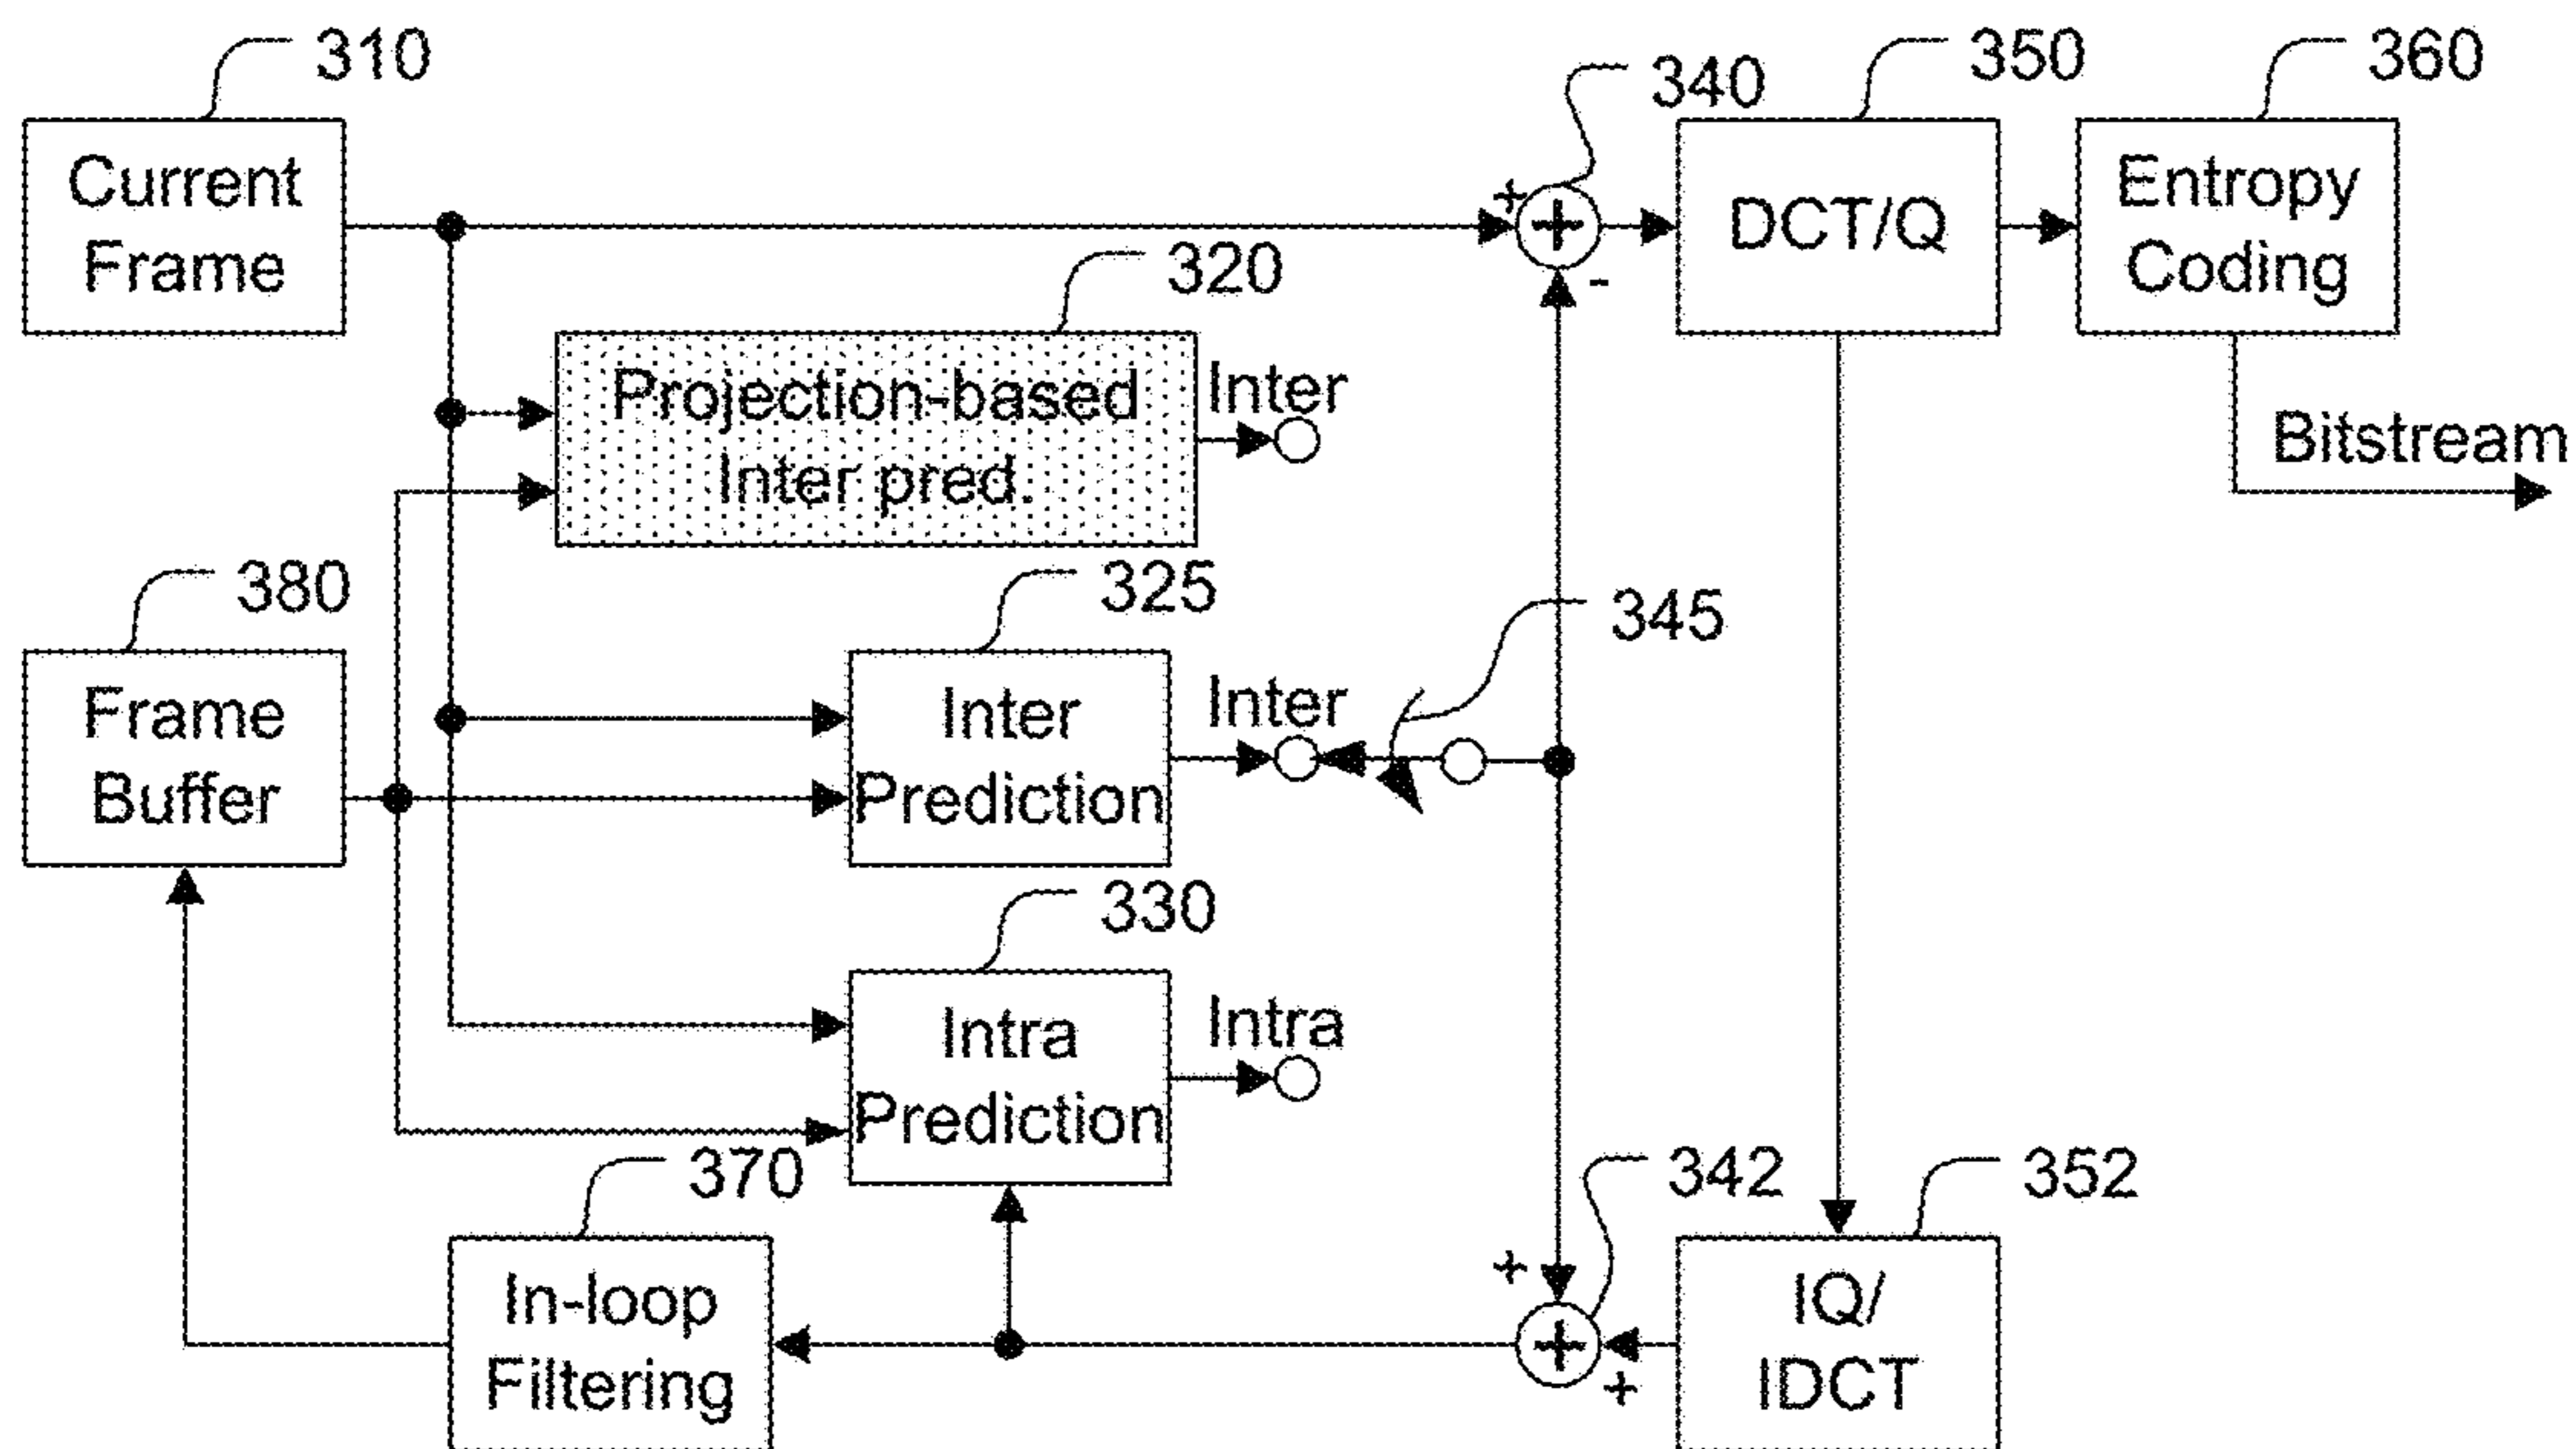 310
340
350
360
Current
Frame
+
+
-
DCT/Q
Entropy
Coding
320
Projection-based
Inter pred.
Inter
Bitstream
380
325
345
Frame
Buffer
Inter
Prediction
Inter
330
Intra
Prediction
Intra
370
342
352
In-loop
Filtering
+
+
+
IQ/
IDCT